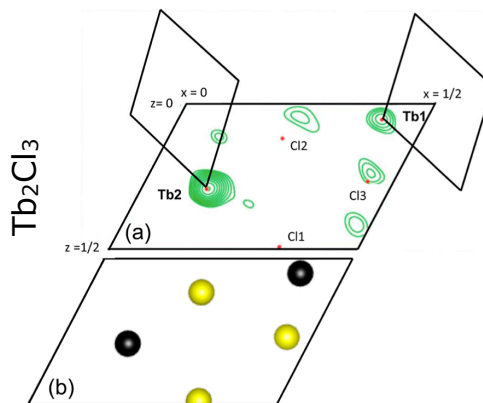 Tb₂Cl₃
x = 0
z= 0
x = 1/2
Tb1
Cl2
Cl3
Tb2
Cl1
(a)
z =1/2
(b)